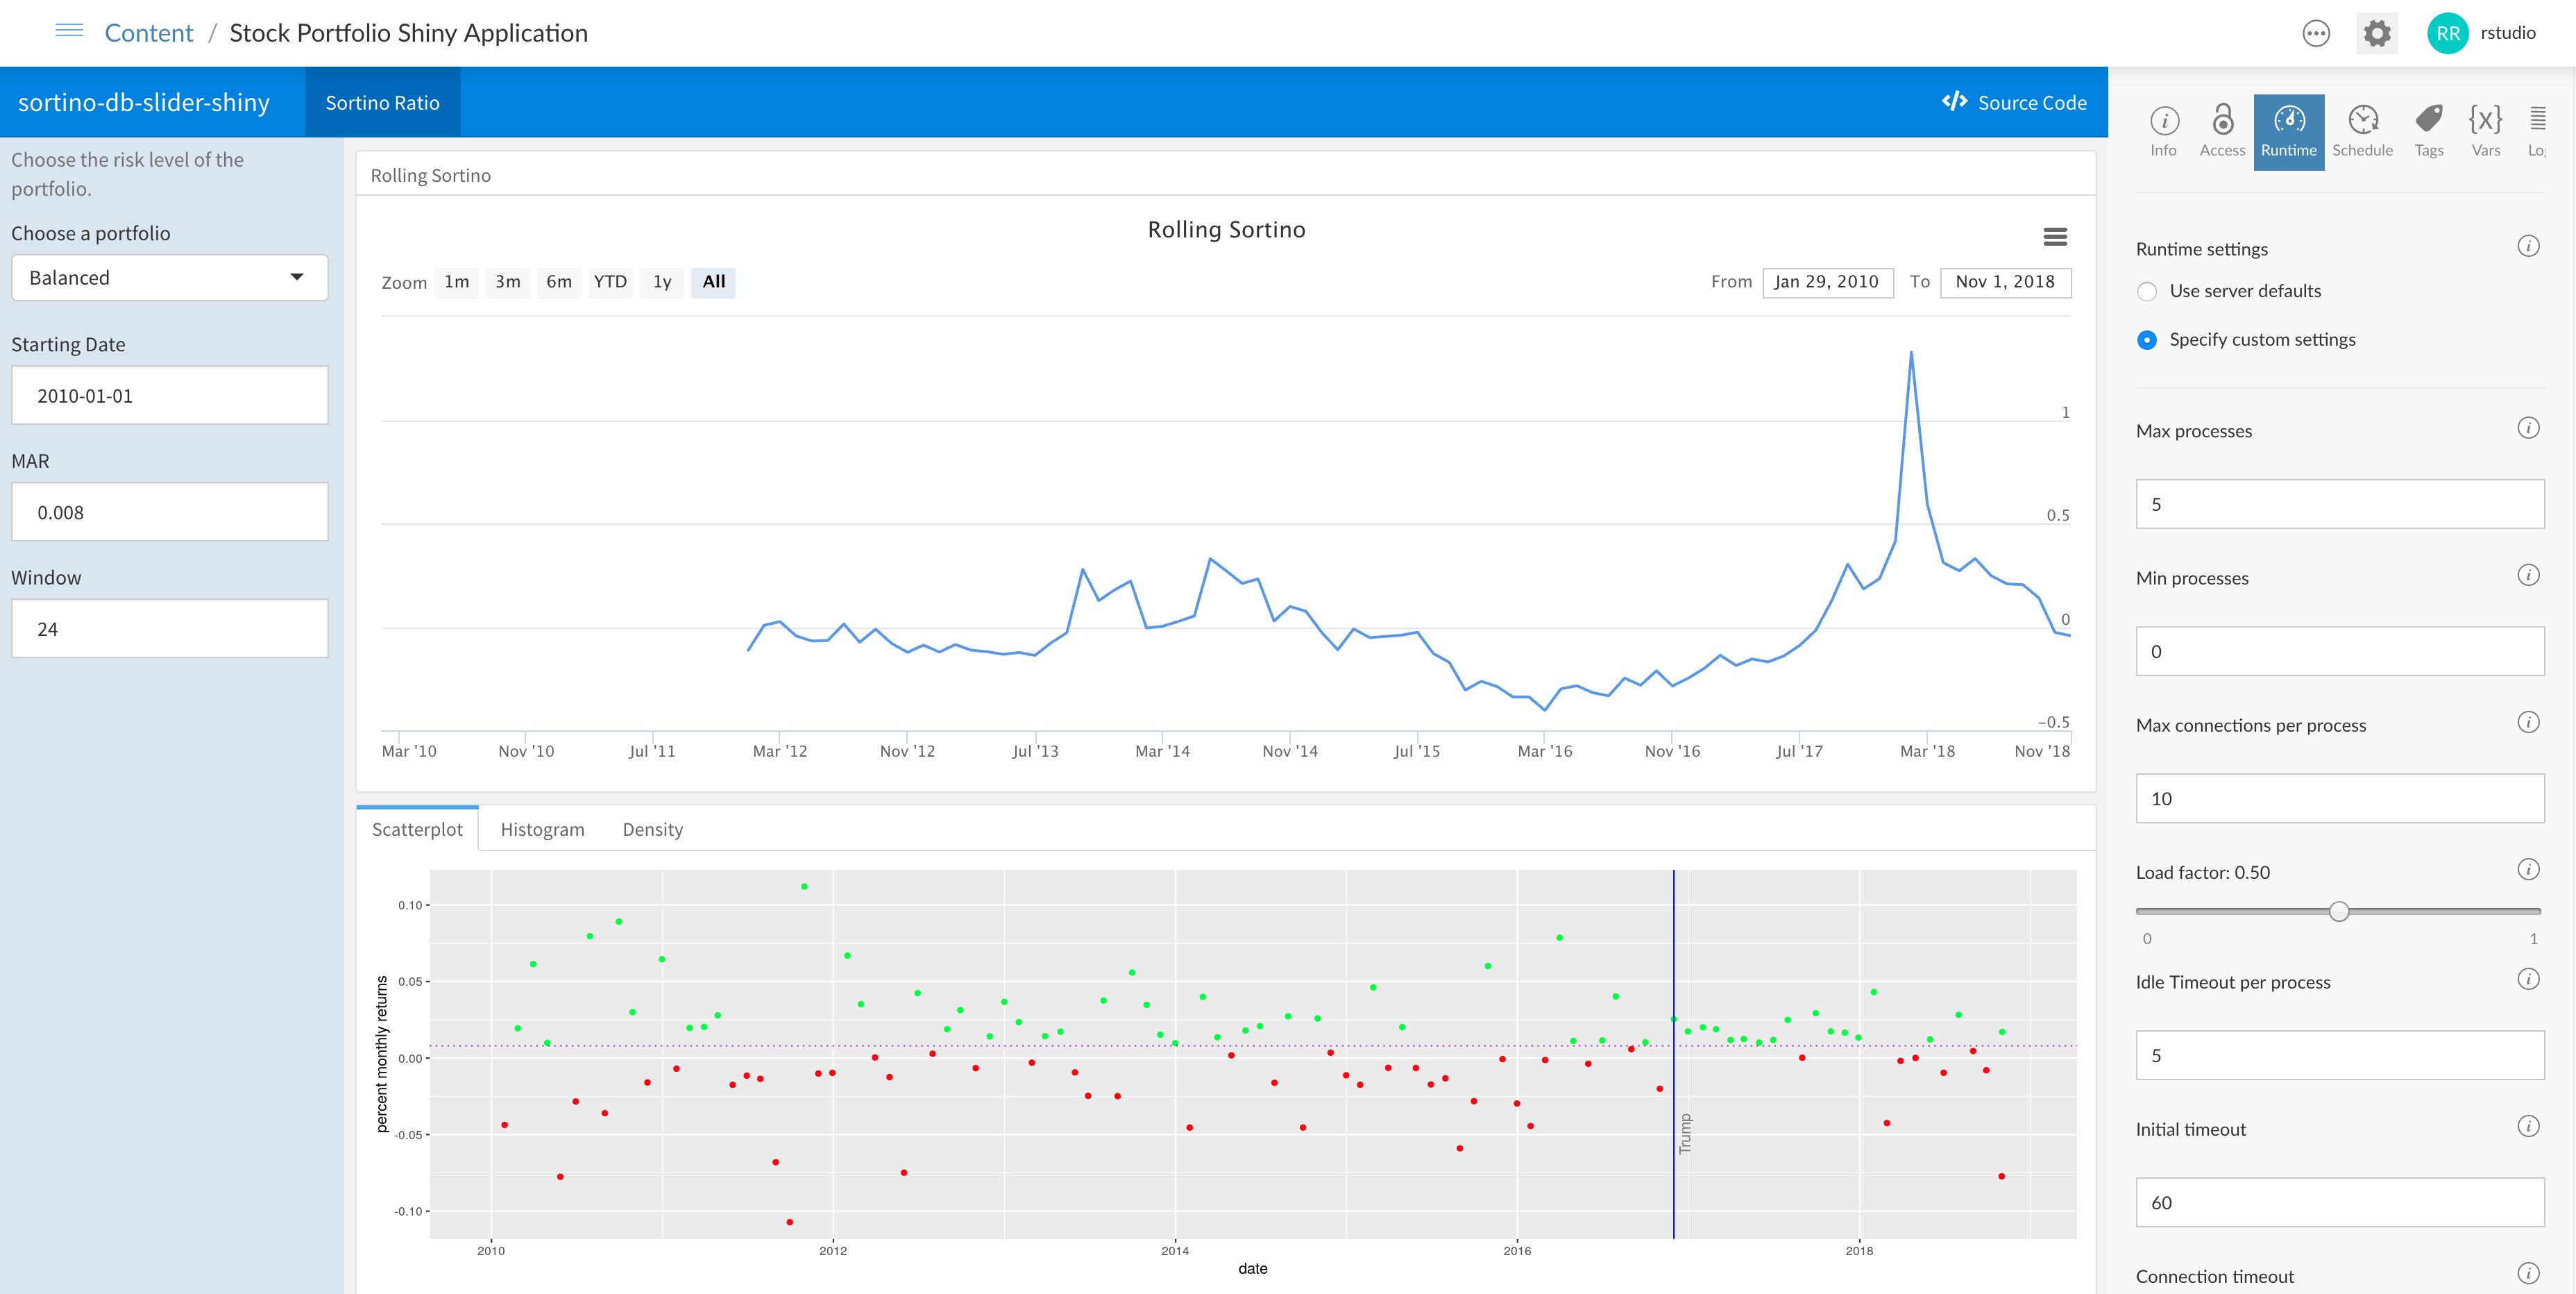 Content / Stock Portfolio Shiny Application
RR rstudio
sortino-db-slider-shiny
Sortino Ratio
</> Source Code
Choose the risk level of the
portfolio.
Choose a portfolio
Balanced
Starting Date
2010-01-01
MAR
0.008
Window
24
Rolling Sortino
Rolling Sortino
Zoom 1m 3m 6m YTD 1y All
From Jan 29, 2010 To Nov 1, 2018
1
0.5
0
−0.5
Mar '10 Nov '10 Jul '11 Mar '12 Nov '12 Jul '13 Mar '14 Nov '14 Jul '15 Mar '16 Nov '16 Jul '17 Mar '18 Nov '18
Scatterplot Histogram Density
percent monthly returns
0.10
0.05
0.00
-0.05
-0.10
Trump
2010 2012 2014 2016 2018
date
Info Access Runtime Schedule Tags {x} Vars
Runtime settings
Use server defaults
Specify custom settings
Max processes
5
Min processes
0
Max connections per process
10
Load factor: 0.50
0 1
Idle Timeout per process
5
Initial timeout
60
Connection timeout